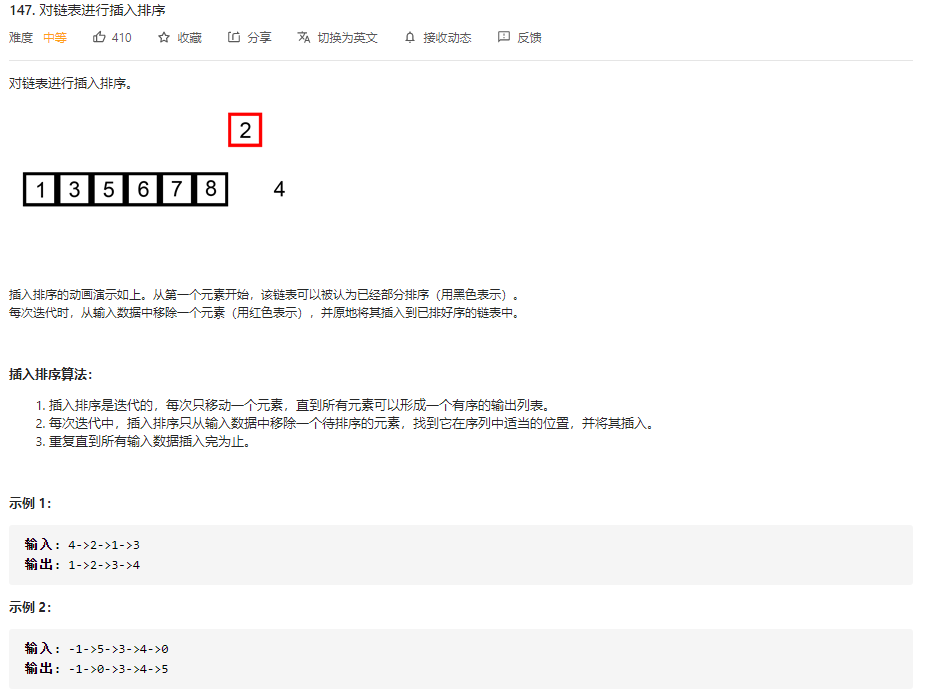 147. 对链表进行插入排序
难度 中等 410 收藏 分享 切换为英文 接收动态 反馈
对链表进行插入排序。
2
1 3 5 6 7 8 4
插入排序的动画演示如上。从第一个元素开始，该链表可以被认为已经部分排序（用黑色表示）。
每次迭代时，从输入数据中移除一个元素（用红色表示），并原地将其插入到已排好序的链表中。
插入排序算法：
1. 插入排序是迭代的，每次只移动一个元素，直到所有元素可以形成一个有序的输出列表。
2. 每次迭代中，插入排序只从输入数据中移除一个待排序的元素，找到它在序列中适当的位置，并将其插入。
3. 重复直到所有输入数据插入完为止。
示例 1：
输入: 4->2->1->3
输出: 1->2->3->4
示例 2：
输入: -1->5->3->4->0
输出: -1->0->3->4->5